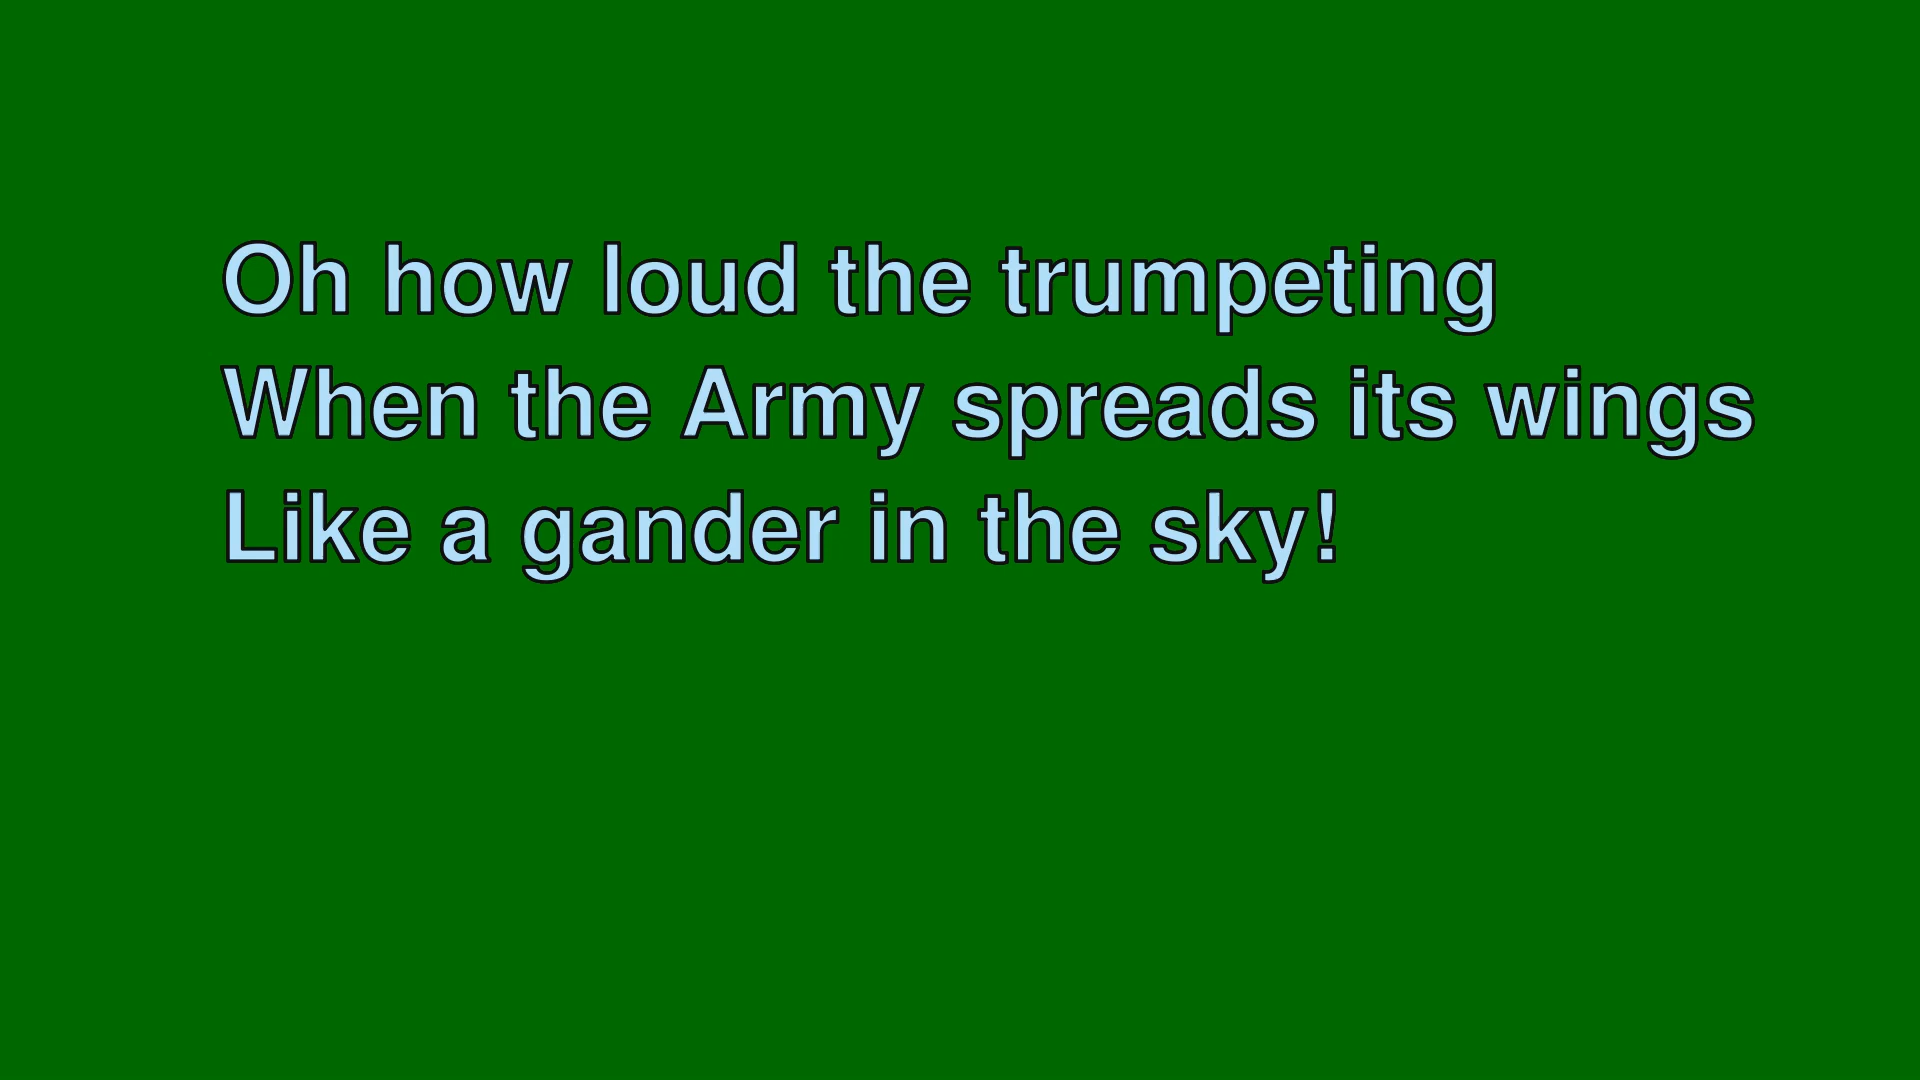 Oh how loud the trumpeting
When the Army spreads its wings
Like a gander in the sky!